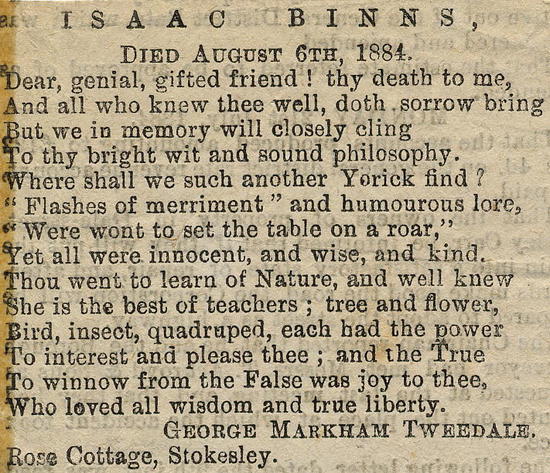 ISAAC BINNS,
DIED AUGUST 6TH, 1884.
Dear, genial, gifted friend! thy death to me,
And all who knew thee well, doth sorrow bring
But we in memory will closely cling
To thy bright wit and sound philosophy.
Where shall we such another Yorick find?
"Flashes of merriment" and humourous lore,
"Were wont to set the table on a roar,"
Yet all were innocent, and wise, and kind.
Thou went to learn of Nature, and well knew
She is the best of teachers; tree and flower,
Bird, insect, quadruped, each had the power
To interest and please thee; and the True
To winnow from the False was joy to thee,
Who loved all wisdom and true liberty.
GEORGE MARKHAM TWEEDALE,
Rose Cottage, Stokesley.